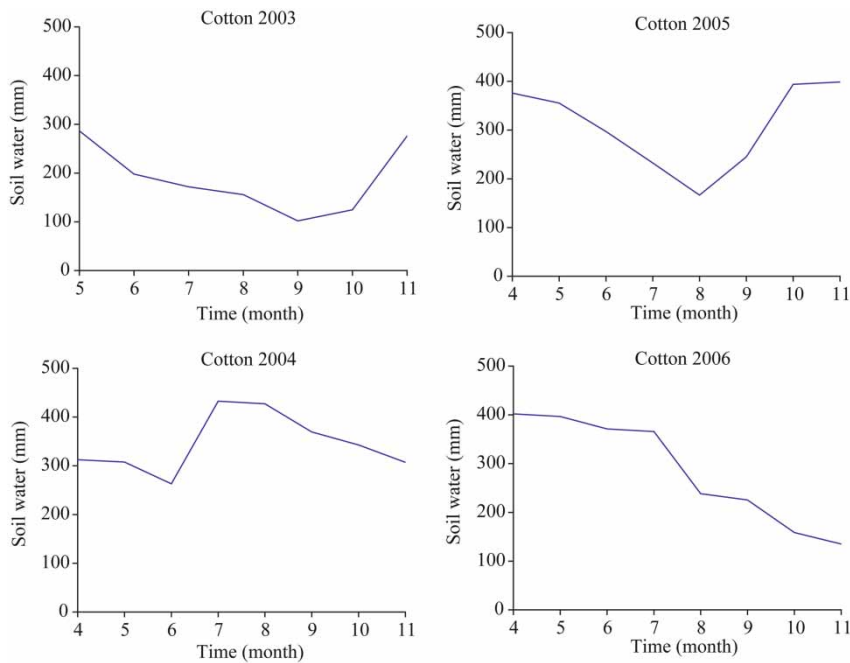 Cotton 2003
500
400
300
200
100
0
Soil water (mm)
5 6 7 8 9 10 11
Time (month)
Cotton 2005
500
400
300
200
100
0
Soil water (mm)
4 5 6 7 8 9 10 11
Time (month)
Cotton 2004
500
400
300
200
100
0
Soil water (mm)
4 5 6 7 8 9 10 11
Time (month)
Cotton 2006
500
400
300
200
100
0
Soil water (mm)
4 5 6 7 8 9 10 11
Time (month)